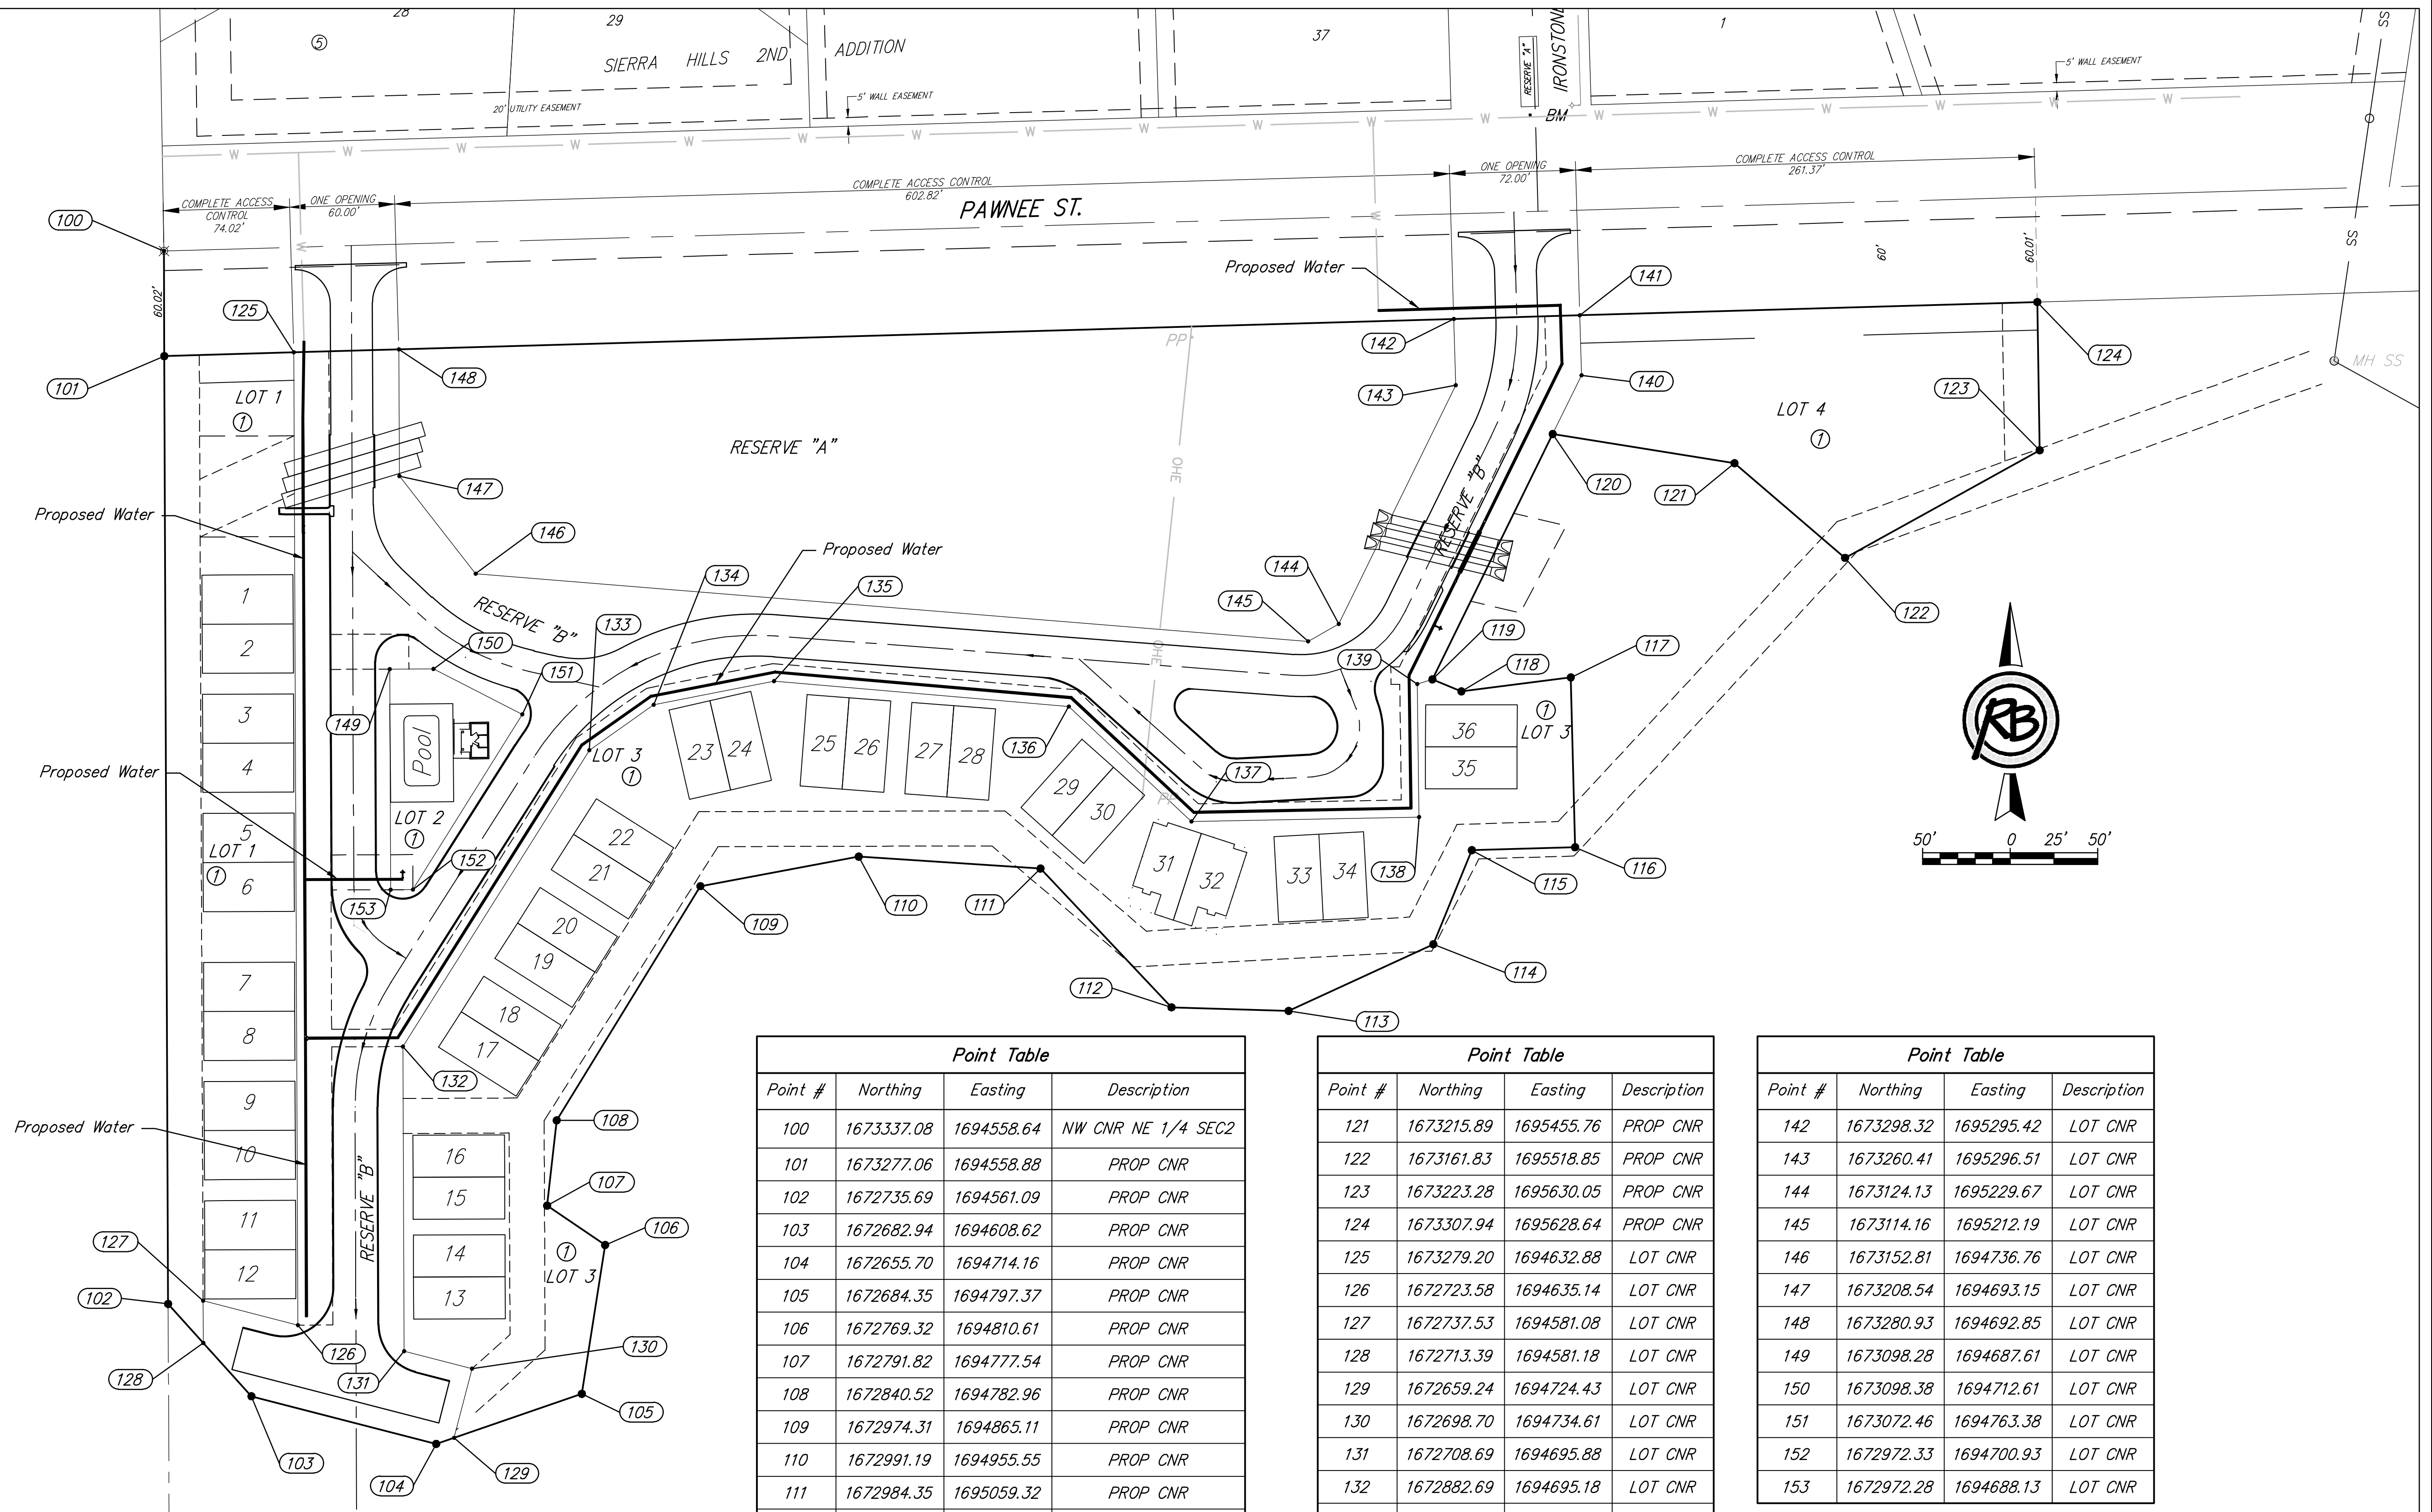 28
29
37
1
5
SIERRA HILLS 2ND ADDITION
20' UTILITY EASEMENT
5' WALL EASEMENT
5' WALL EASEMENT
RESERVE "A"
BM
SS
SS
W W W W W W W W W W W W W W W W W W
COMPLETE ACCESS CONTROL
74.02'
ONE OPENING
60.00'
COMPLETE ACCESS CONTROL
602.82'
ONE OPENING
72.00'
COMPLETE ACCESS CONTROL
261.37'
PAWNEE ST.
100
60.02'
60'
60.01'
W
W
Proposed Water
141
125
142
124
101
148
143
140
123
MH SS
PP
LOT 1
1
LOT 4
1
RESERVE "A"
OHE
147
RESERVE "B"
121
120
Proposed Water
146
Proposed Water
134
135
144
145
122
RESERVE "B"
133
150
119
139
118
117
OHE
151
149
Pool
LOT 3
1
136
137
PP
1
LOT 3
Proposed Water
LOT 2
1
LOT 1
1
152
153
138
116
115
109
110
111
112
113
114
132
108
107
106
1
LOT 3
Proposed Water
RESERVE "B"
127
102
128
126
131
130
105
103
104
129
1
2
3
4
5
6
7
8
9
10
11
12
13
14
15
16
17
18
19
20
21
22
23
24
25
26
27
28
29
30
31
32
33
34
35
36
RB
50' 0 25' 50'
Point Table
Point # Northing Easting Description
100 1673337.08 1694558.64 NW CNR NE 1/4 SEC2
101 1673277.06 1694558.88 PROP CNR
102 1672735.69 1694561.09 PROP CNR
103 1672682.94 1694608.62 PROP CNR
104 1672655.70 1694714.16 PROP CNR
105 1672684.35 1694797.37 PROP CNR
106 1672769.32 1694810.61 PROP CNR
107 1672791.82 1694777.54 PROP CNR
108 1672840.52 1694782.96 PROP CNR
109 1672974.31 1694865.11 PROP CNR
110 1672991.19 1694955.55 PROP CNR
111 1672984.35 1695059.32 PROP CNR
Point Table
Point # Northing Easting Description
121 1673215.89 1695455.76 PROP CNR
122 1673161.83 1695518.85 PROP CNR
123 1673223.28 1695630.05 PROP CNR
124 1673307.94 1695628.64 PROP CNR
125 1673279.20 1694632.88 LOT CNR
126 1672723.58 1694635.14 LOT CNR
127 1672737.53 1694581.08 LOT CNR
128 1672713.39 1694581.18 LOT CNR
129 1672659.24 1694724.43 LOT CNR
130 1672698.70 1694734.61 LOT CNR
131 1672708.69 1694695.88 LOT CNR
132 1672882.69 1694695.18 LOT CNR
Point Table
Point # Northing Easting Description
142 1673298.32 1695295.42 LOT CNR
143 1673260.41 1695296.51 LOT CNR
144 1673124.13 1695229.67 LOT CNR
145 1673114.16 1695212.19 LOT CNR
146 1673152.81 1694736.76 LOT CNR
147 1673208.54 1694693.15 LOT CNR
148 1673280.93 1694692.85 LOT CNR
149 1673098.28 1694687.61 LOT CNR
150 1673098.38 1694712.61 LOT CNR
151 1673072.46 1694763.38 LOT CNR
152 1672972.33 1694700.93 LOT CNR
153 1672972.28 1694688.13 LOT CNR